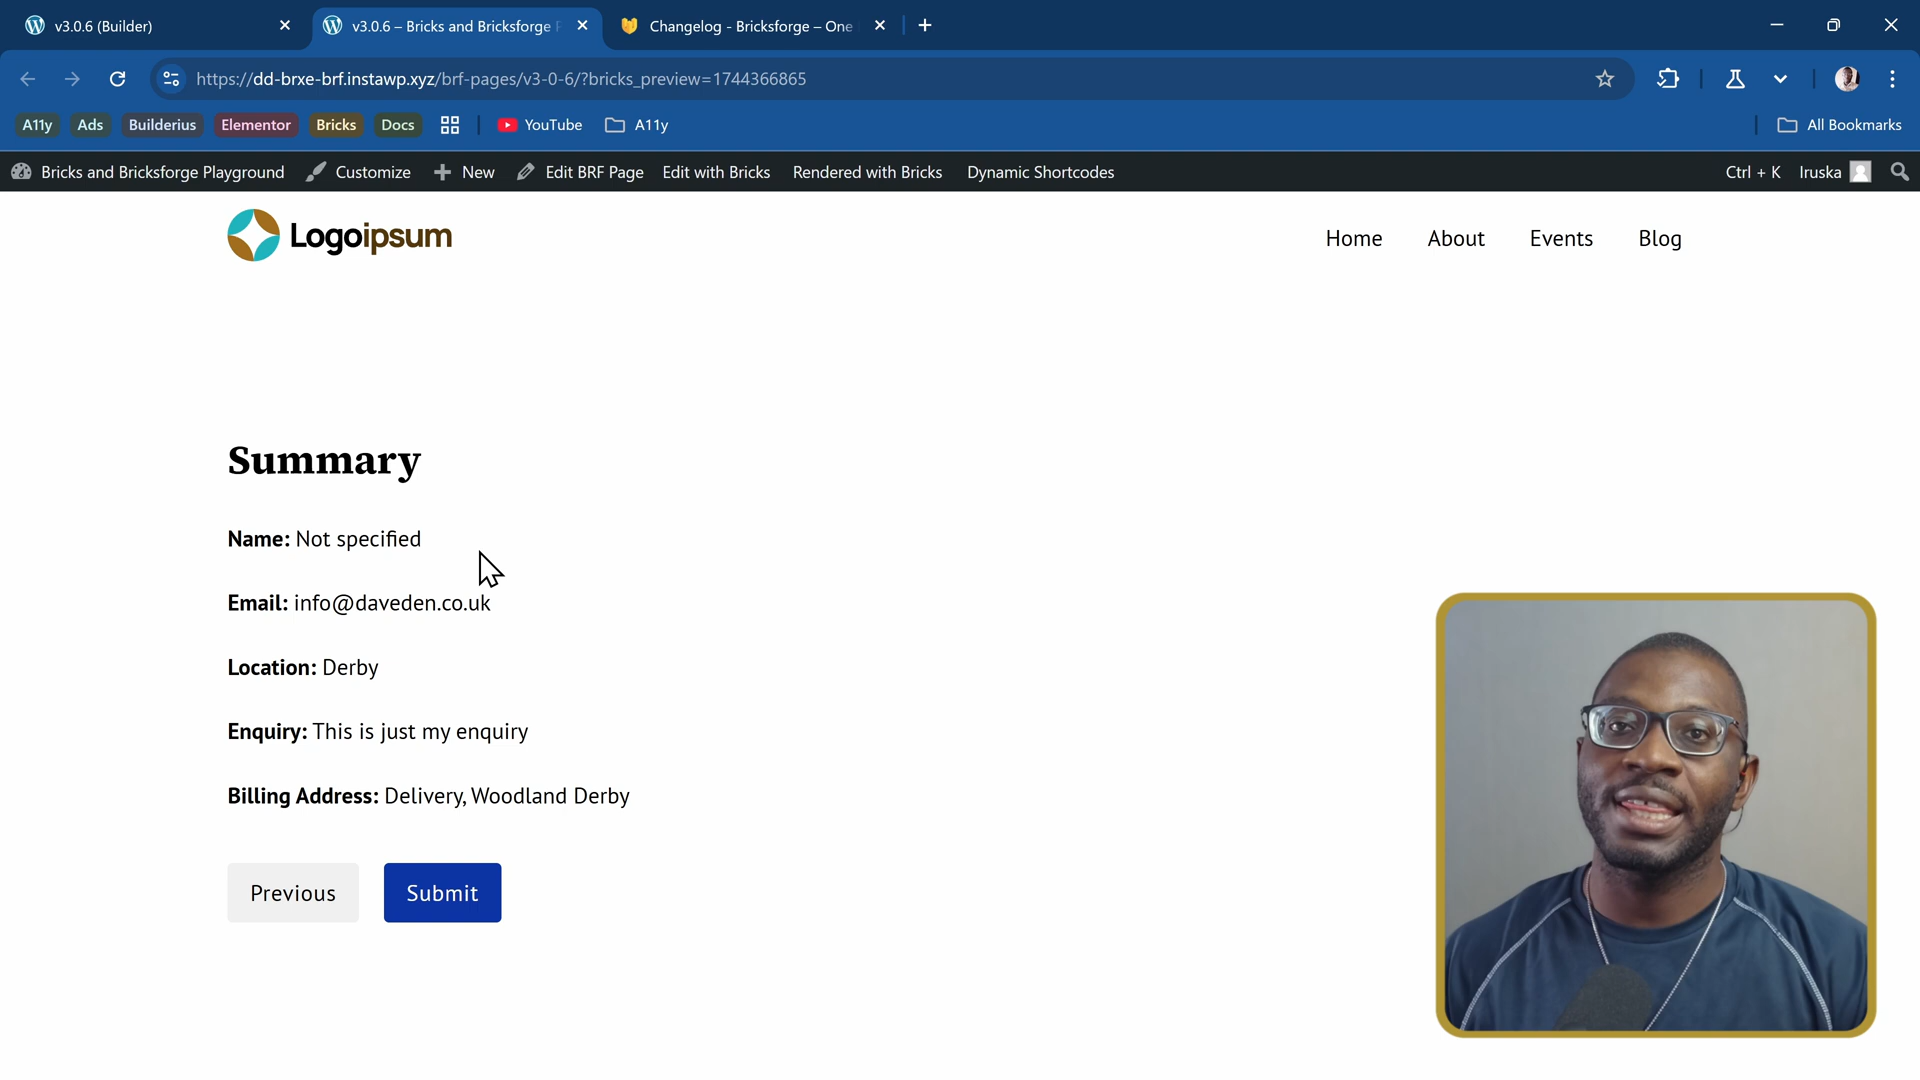 v3.0.6 (Builder)
v3.0.6 – Bricks and Bricksforge
Changelog - Bricksforge – One
https://dd-brxe-brf.instawp.xyz/brf-pages/v3-0-6/?bricks_preview=1744366865
A11y
Ads
Builderius
Elementor
Bricks
Docs
YouTube
A11y
All Bookmarks
Bricks and Bricksforge Playground
Customize
New
Edit BRF Page
Edit with Bricks
Rendered with Bricks
Dynamic Shortcodes
Ctrl + K
Iruska
Logoipsum
Home
About
Events
Blog
Summary
Name: Not specified
Email: info@daveden.co.uk
Location: Derby
Enquiry: This is just my enquiry
Billing Address: Delivery, Woodland Derby
Previous
Submit